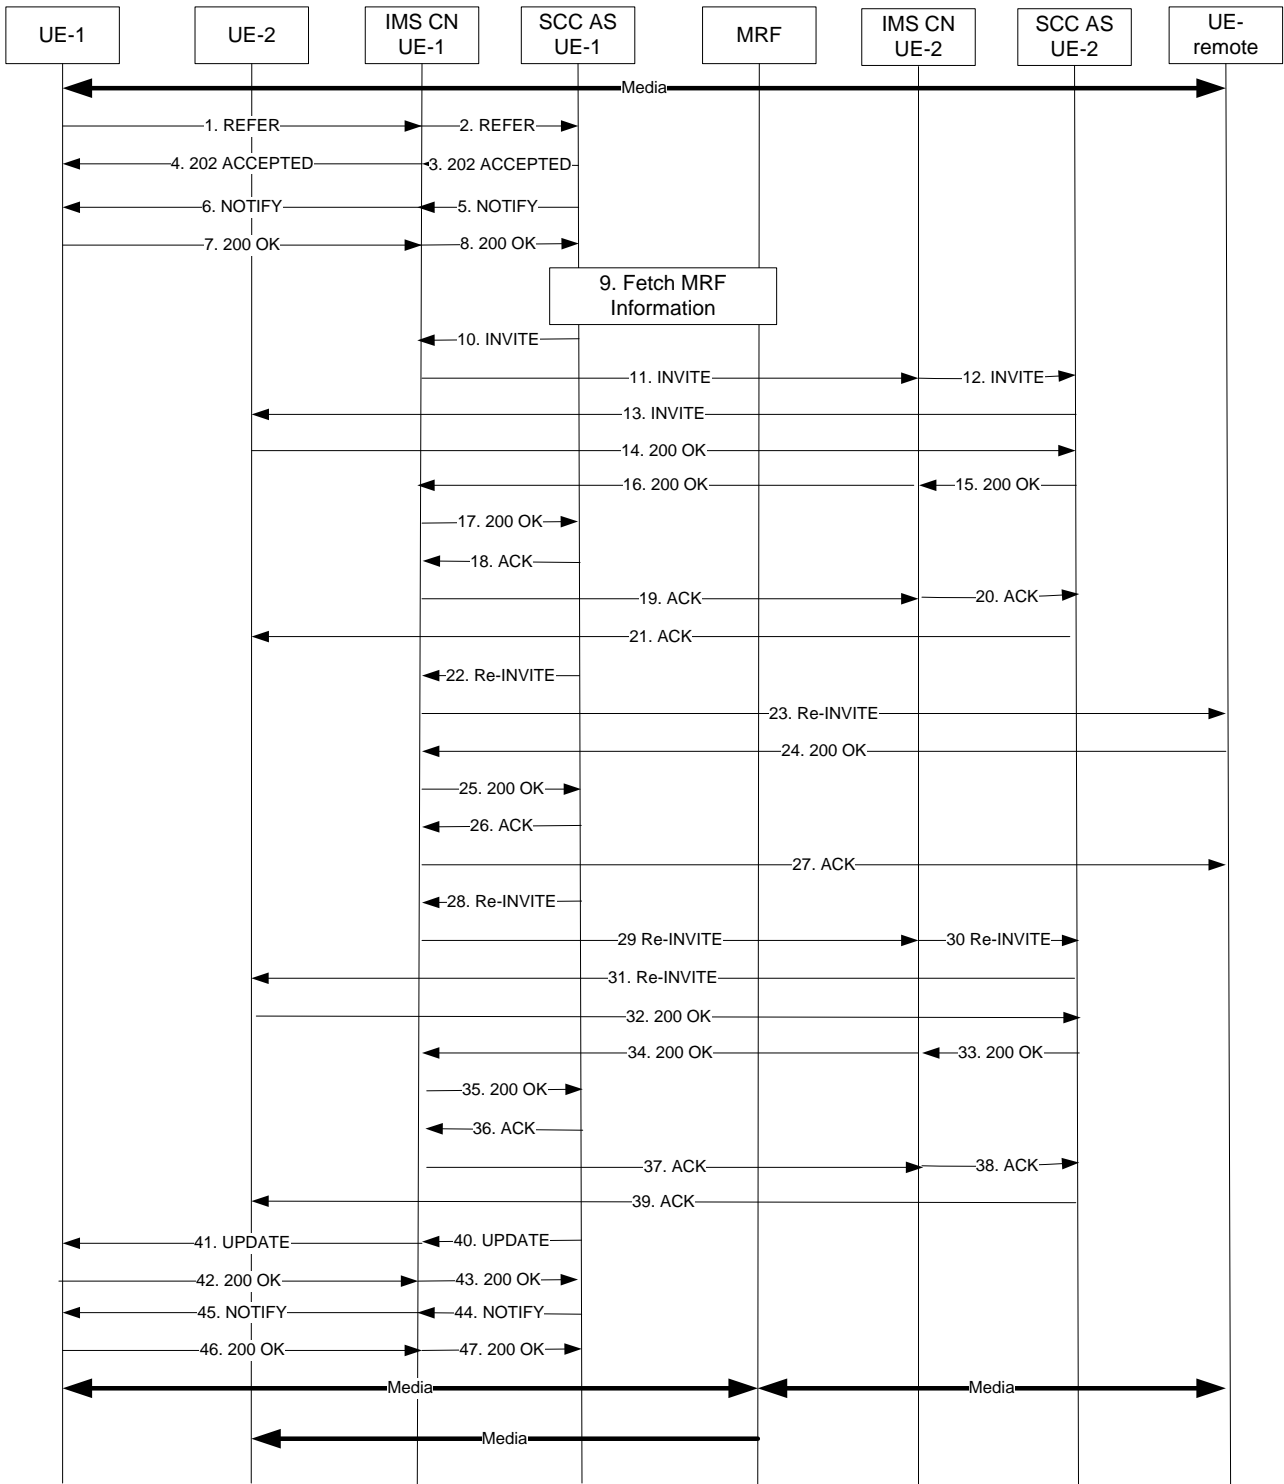 UE-1
UE-2
IMS CN
UE-1
SCC AS
UE-1
MRF
IMS CN
UE-2
SCC AS
UE-2
UE-
remote
Media
1. REFER
2. REFER
4. 202 ACCEPTED
3. 202 ACCEPTED
6. NOTIFY
5. NOTIFY
7. 200 OK
8. 200 OK
9. Fetch MRF
Information
10. INVITE
11. INVITE
12. INVITE
13. INVITE
14. 200 OK
16. 200 OK
15. 200 OK
17. 200 OK
18. ACK
19. ACK
20. ACK
21. ACK
22. Re-INVITE
23. Re-INVITE
24. 200 OK
25. 200 OK
26. ACK
27. ACK
28. Re-INVITE
29 Re-INVITE
30 Re-INVITE
31. Re-INVITE
32. 200 OK
34. 200 OK
33. 200 OK
35. 200 OK
36. ACK
37. ACK
38. ACK
39. ACK
41. UPDATE
40. UPDATE
42. 200 OK
43. 200 OK
45. NOTIFY
44. NOTIFY
46. 200 OK
47. 200 OK
Media
Media
Media